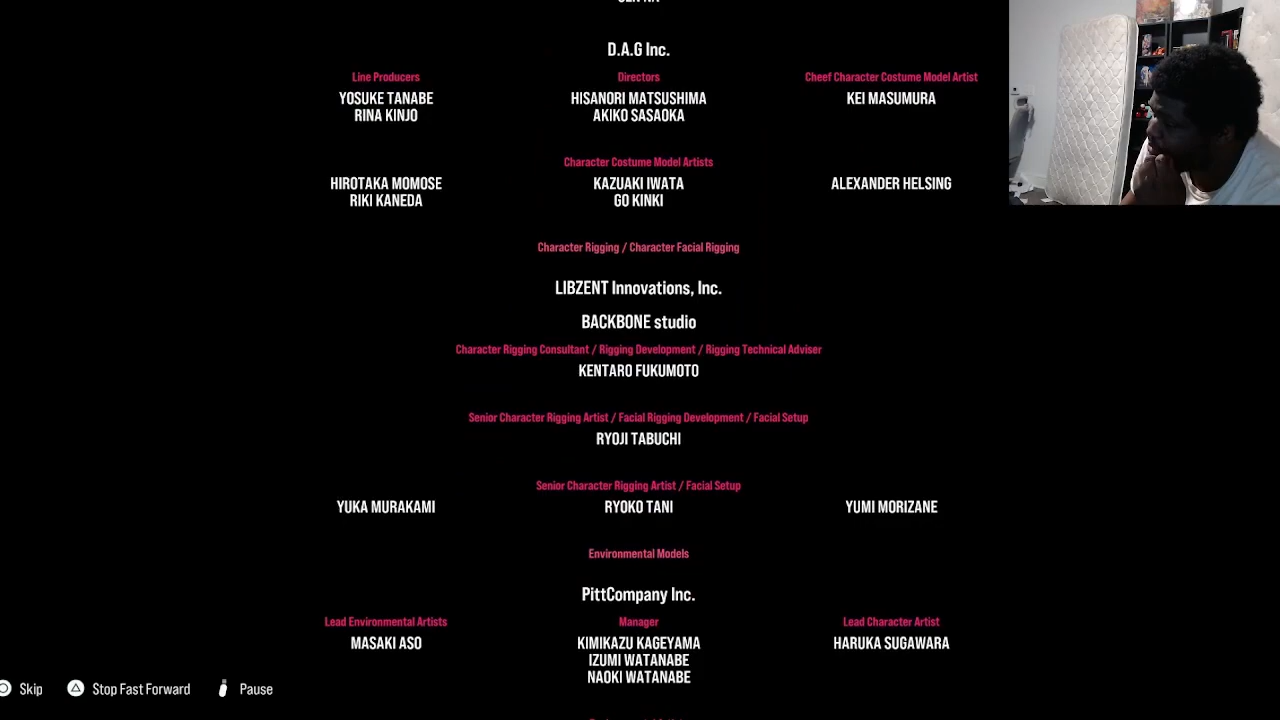 D.A.G Inc.
Line Producers Directors Cheef Character Costume Model Artist
YOSUKE TANABE HISANORI MATSUSHIMA KEI MASUMURA
RINA KINJO AKIKO SASAOKA
Character Costume Model Artists
HIROTAKA MOMOSE KAZUAKI IWATA ALEXANDER HELSING
RIKI KANEDA GO KINKI
Character Rigging / Character Facial Rigging
LIBZENT Innovations, Inc.
BACKBONE studio
Character Rigging Consultant / Rigging Development / Rigging Technical Adviser
KENTARO FUKUMOTO
Senior Character Rigging Artist / Facial Rigging Development / Facial Setup
RYOJI TABUCHI
Senior Character Rigging Artist / Facial Setup
YUKA MURAKAMI RYOKO TANI YUMI MORIZANE
Environmental Models
PittCompany Inc.
Lead Environmental Artists Manager Lead Character Artist
MASAKI ASO KIMIKAZU KAGEYAMA HARUKA SUGAWARA
IZUMI WATANABE
NAOKI WATANABE
Skip Stop Fast Forward Pause